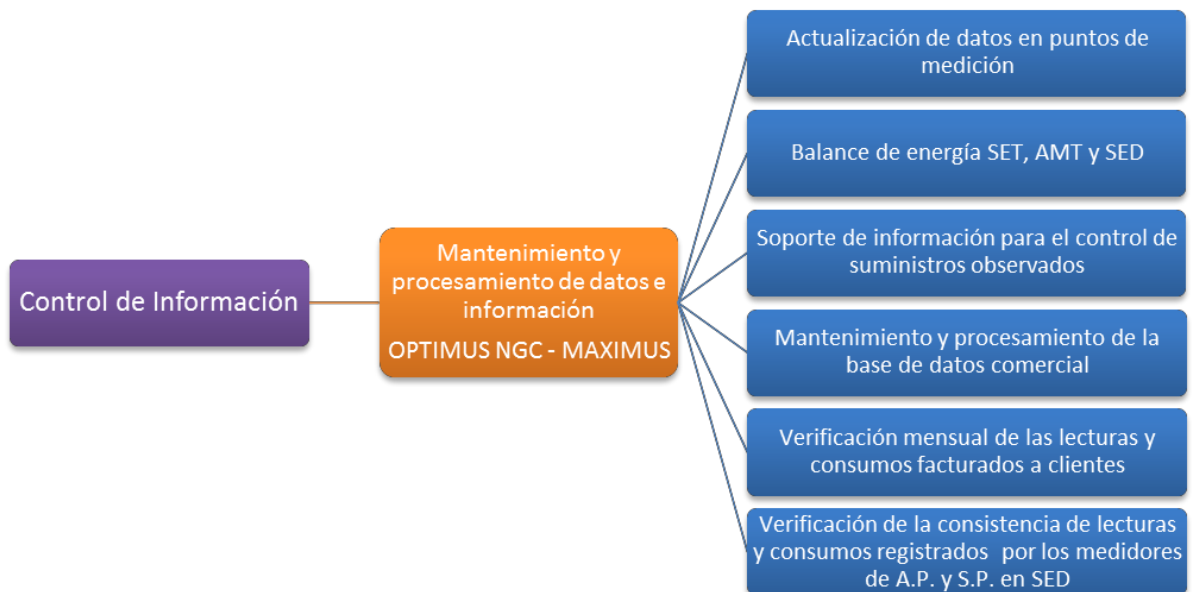 Control de Información
Mantenimiento y
procesamiento de datos e
información
OPTIMUS NGC - MAXIMUS
Actualización de datos en puntos de
medición
Balance de energía SET, AMT y SED
Soporte de información para el control de
suministros observados
Mantenimiento y procesamiento de la
base de datos comercial
Verificación mensual de las lecturas y
consumos facturados a clientes
Verificación de la consistencia de lecturas
y consumos registrados por los medidores
de A.P. y S.P. en SED